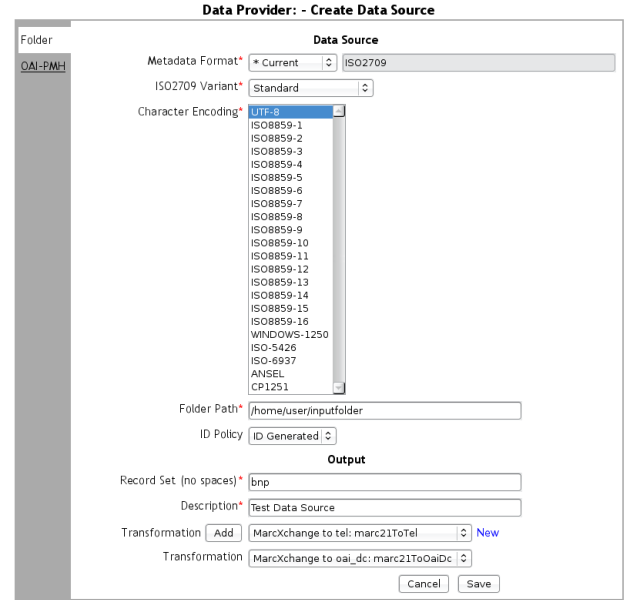 Data Provider: - Create Data Source
Folder
OAI-PMH
Data Source
Metadata Format* * Current ISO2709
ISO2709 Variant* Standard
Character Encoding* UTF-8
ISO8859-1
ISO8859-2
ISO8859-3
ISO8859-4
ISO8859-5
ISO8859-6
ISO8859-7
ISO8859-8
ISO8859-9
ISO8859-10
ISO8859-11
ISO8859-12
ISO8859-13
ISO8859-14
ISO8859-15
ISO8859-16
WINDOWS-1250
ISO-5426
ISO-6937
ANSEL
CP1251
Folder Path* /home/user/inputfolder
ID Policy ID Generated
Output
Record Set (no spaces)* bnp
Description* Test Data Source
Transformation Add MarcXchange to tel: marc21ToTel New
Transformation MarcXchange to oai_dc: marc21ToOaiDc
Cancel Save